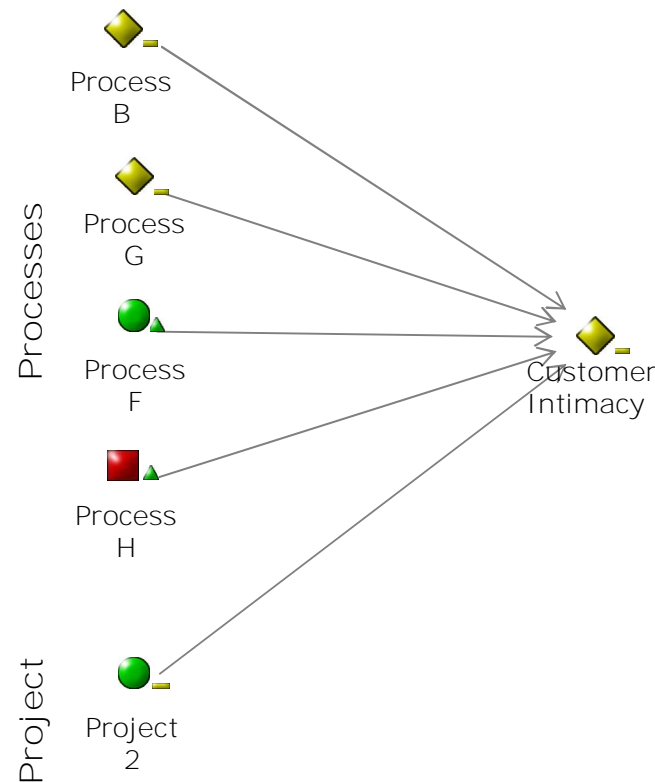 Process
B
Process
G
Processes
Process
F
Customer
Intimacy
Process
H
Project
Project
2